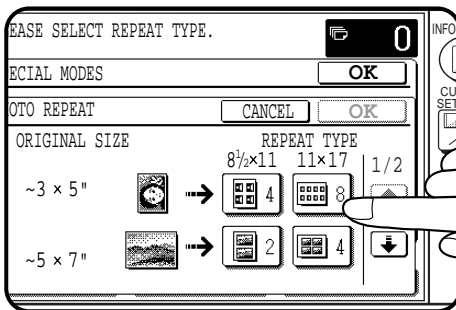 EASE SELECT REPEAT TYPE.
0
INFO
ECIAL MODES
OK
CU
SET
OTO REPEAT
CANCEL
OK
ORIGINAL SIZE
REPEAT TYPE
8½×11 11×17
1/2
~3 × 5"
4
8
~5 × 7"
2
4